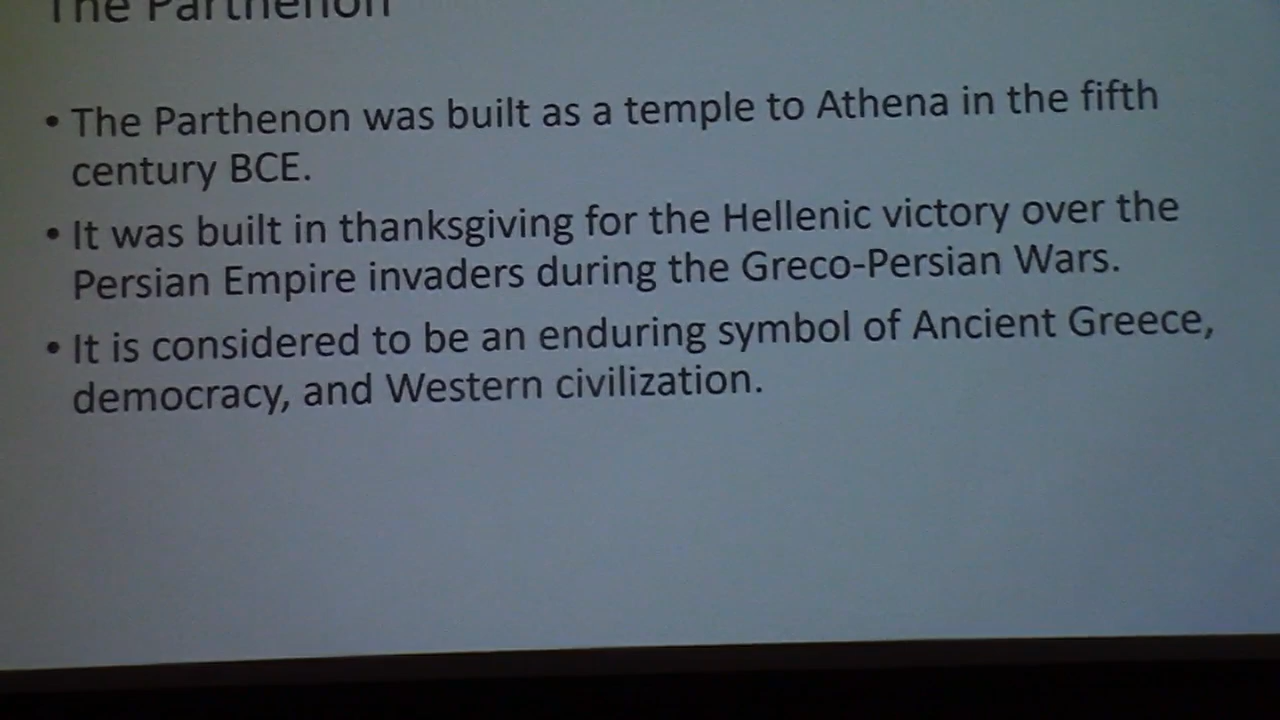 The Parthenon
• The Parthenon was built as a temple to Athena in the fifth
century BCE.
• It was built in thanksgiving for the Hellenic victory over the
Persian Empire invaders during the Greco-Persian Wars.
• It is considered to be an enduring symbol of Ancient Greece,
democracy, and Western civilization.